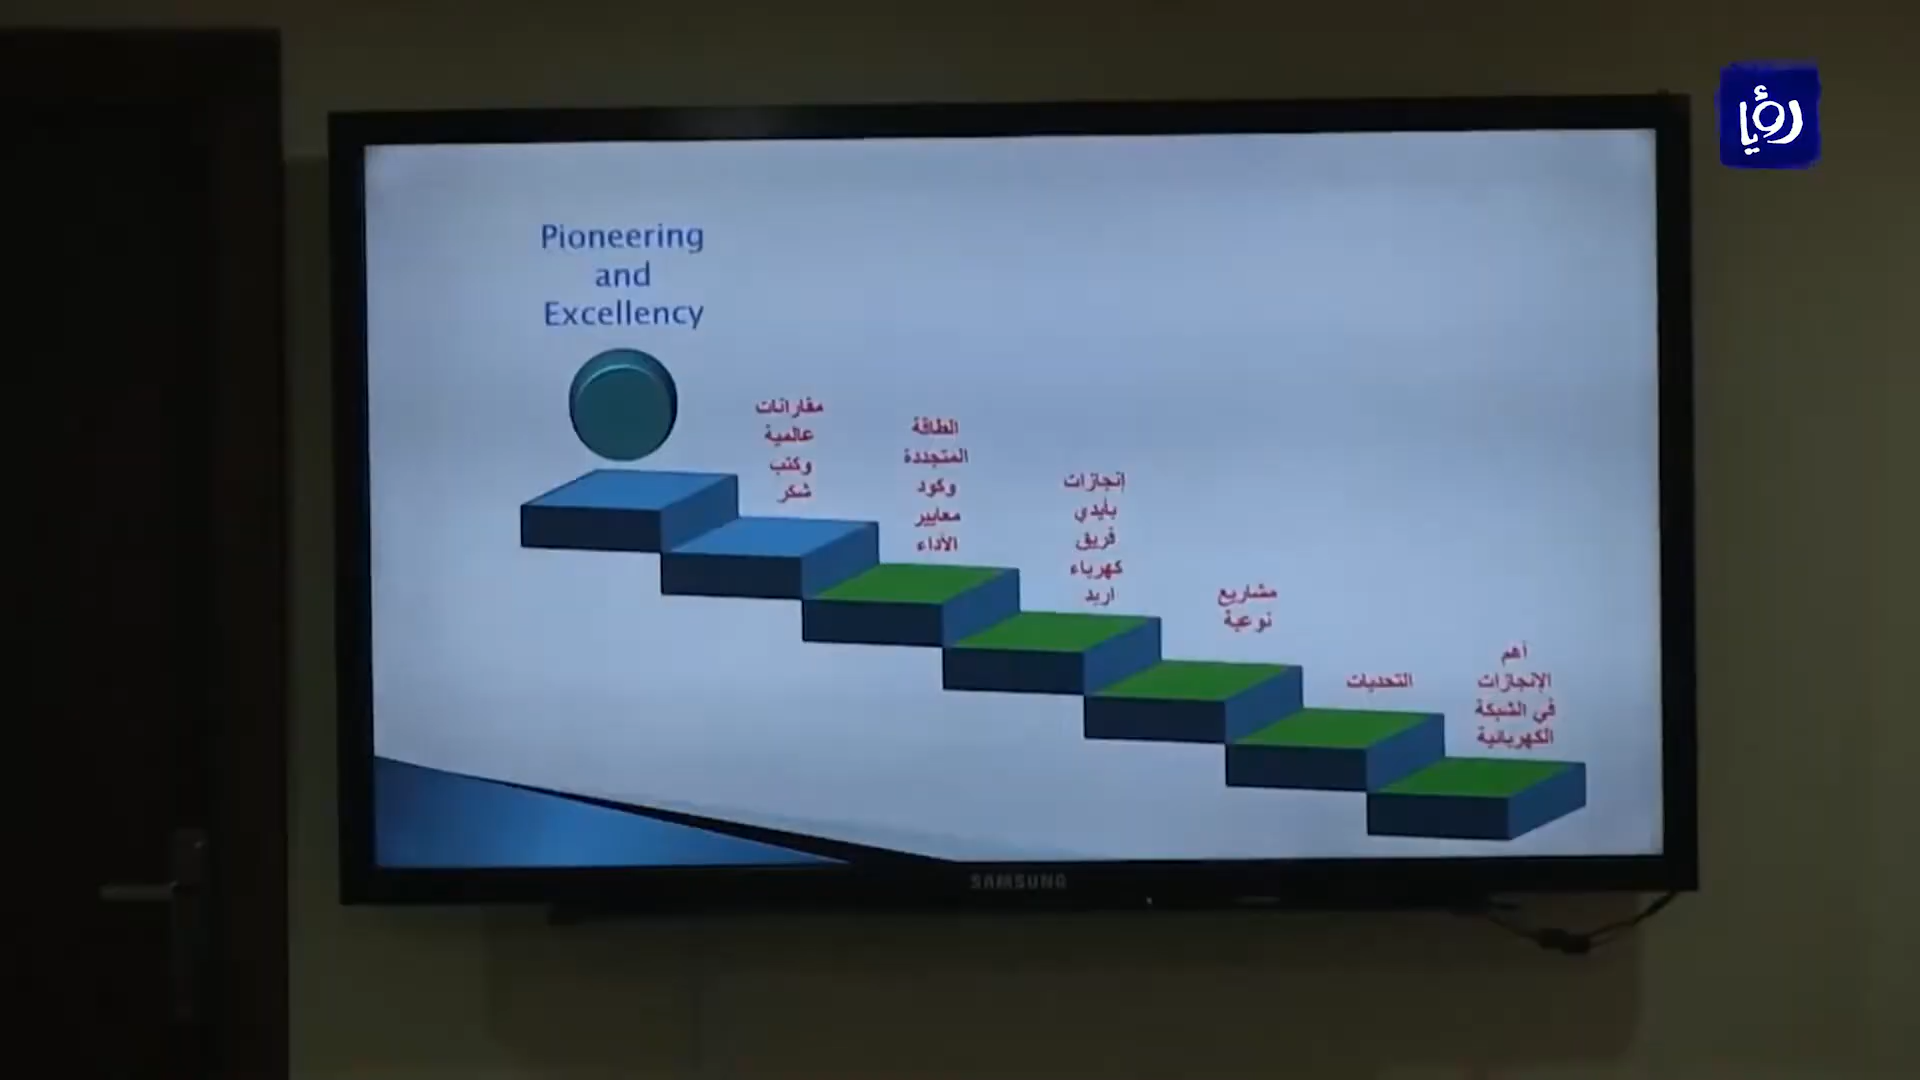 رؤيا
Pioneering
and
Excellency
مقارنات
عالمية
وكتب
شكر
الطاقة
المتجددة
وكود
معايير
الأداء
إنجازات
بأيدي
فريق
كهرباء
اربد
مشاريع
نوعية
التحديات
أهم
الإنجازات
في الشبكة
الكهربائية
SAMSUNG